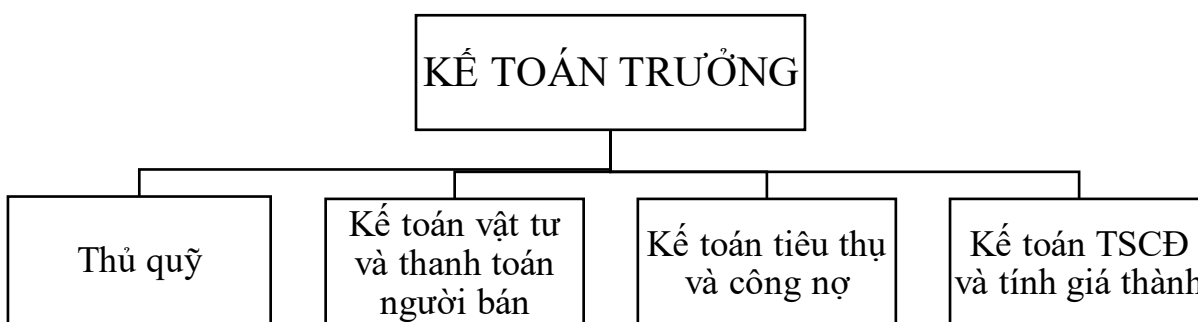 KẾ TOÁN TRƯỞNG
Thủ quỹ
Kế toán vật tư
và thanh toán
người bán
Kế toán tiêu thụ
và công nợ
Kế toán TSCĐ
và tính giá thành